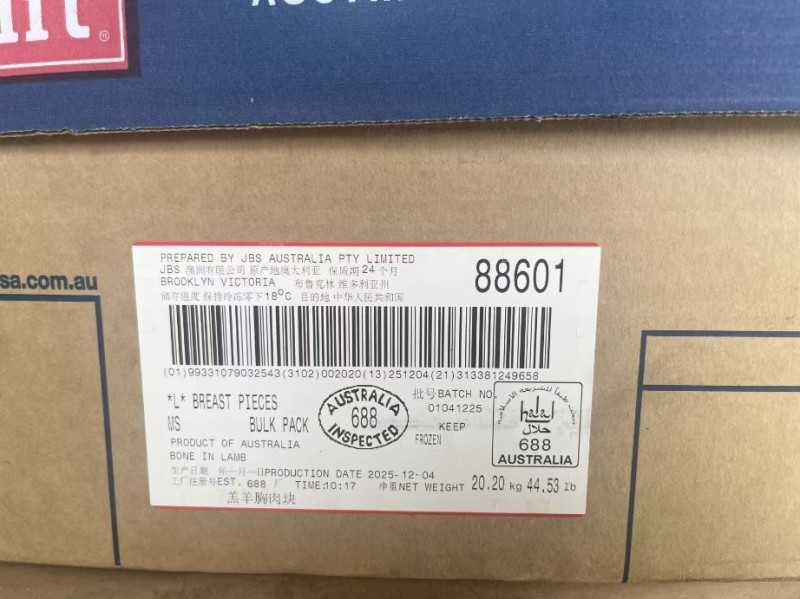 ®
sa.com.au
PREPARED BY JBS AUSTRALIA PTY LIMITED
JBS 澳洲有限公司 原产地澳大利亚 保质期24个月
BROOKLYN VICTORIA 布鲁克林 维多利亚州
储存温度 保持冷冻零下18°C 目的地 中华人民共和国
88601
(01)99331079032543(3102)002020(13)251204(21)313381249658
*L* BREAST PIECES
MS BULK PACK
PRODUCT OF AUSTRALIA
BONE IN LAMB
AUSTRALIA
688
INSPECTED
批号BATCH NO.
01041225
KEEP
FROZEN
halal
حلال
688
AUSTRALIA
生产日期 年一月一日PRODUCTION DATE 2025-12-04
工厂注册号EST. 688 厂 TIME:10:17 净重NET WEIGHT 20.20 kg 44.53 lb
羔羊胸肉块